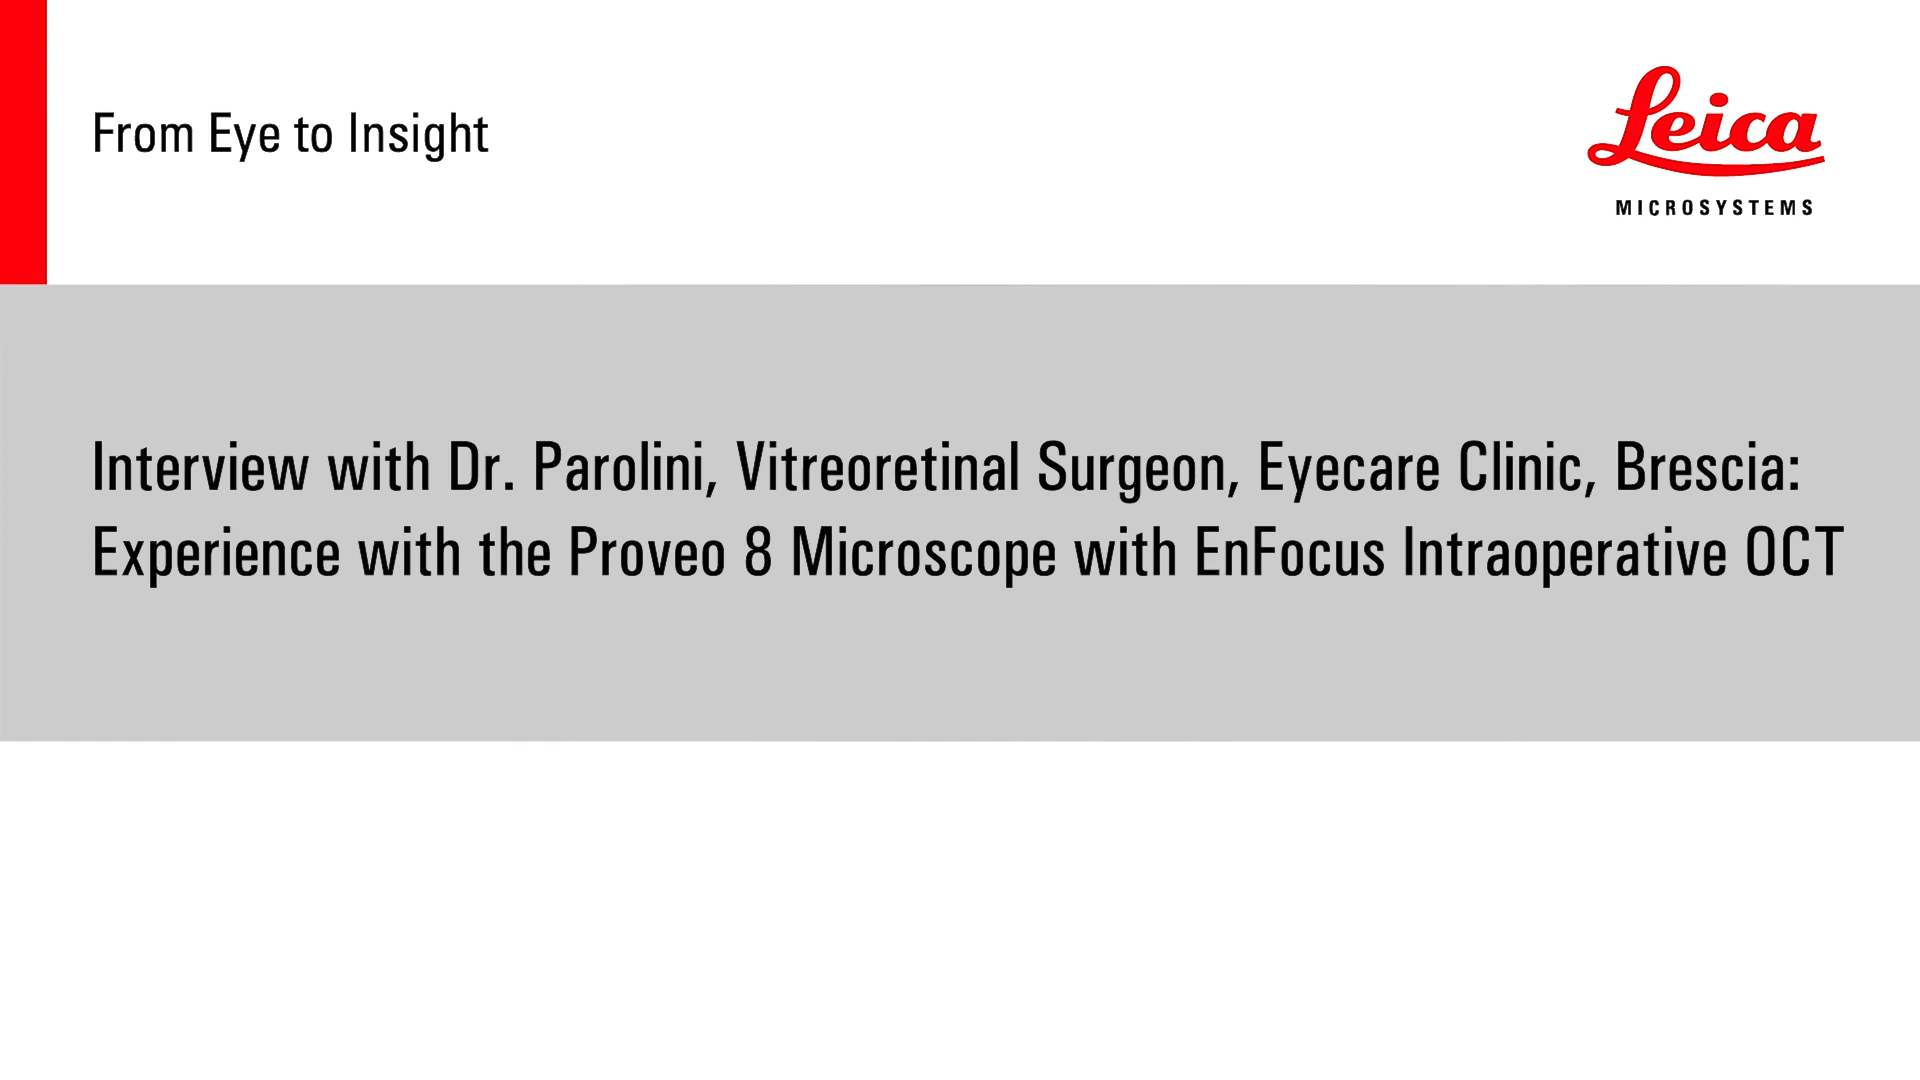 From Eye to Insight
Leica
MICROSYSTEMS
Interview with Dr. Parolini, Vitreoretinal Surgeon, Eyecare Clinic, Brescia:
Experience with the Proveo 8 Microscope with EnFocus Intraoperative OCT